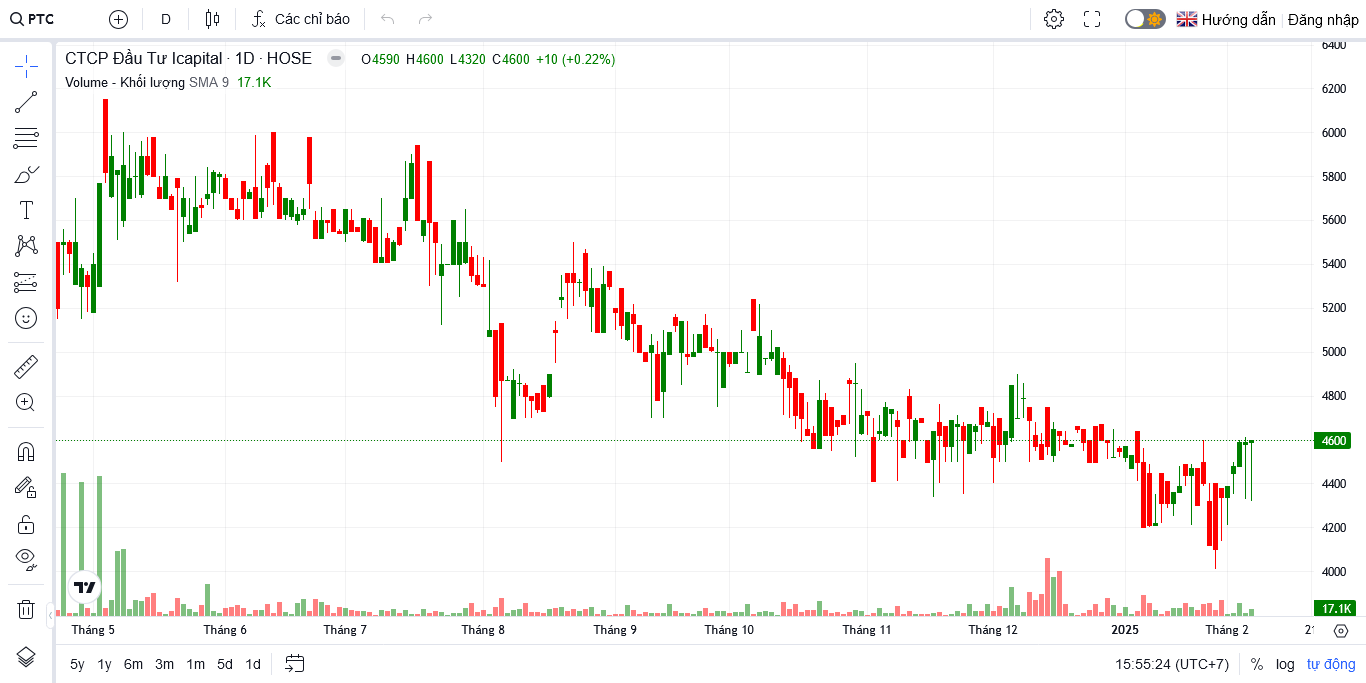 PTC D Các chỉ báo Hướng dẫn Đăng nhập
CTCP Đầu Tư Icapital · 1D · HOSE O4590 H4600 L4320 C4600 +10 (+0.22%)
Volume - Khối lượng SMA 9 17.1K
6400
6200
6000
5800
5600
5400
5200
5000
4800
4600
4400
4200
4000
17.1K
Tháng 5 Tháng 6 Tháng 7 Tháng 8 Tháng 9 Tháng 10 Tháng 11 Tháng 12 2025 Tháng 2
5y 1y 6m 3m 1m 5d 1d 15:55:24 (UTC+7) % log tự động